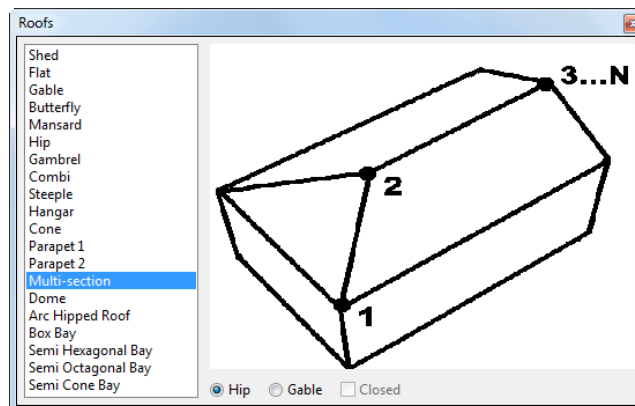 Roofs
Shed
Flat
Gable
Butterfly
Mansard
Hip
Gambrel
Combi
Steeple
Hangar
Cone
Parapet 1
Parapet 2
Multi-section
Dome
Arc Hipped Roof
Box Bay
Semi Hexagonal Bay
Semi Octagonal Bay
Semi Cone Bay
3...N
2
1
Hip Gable Closed